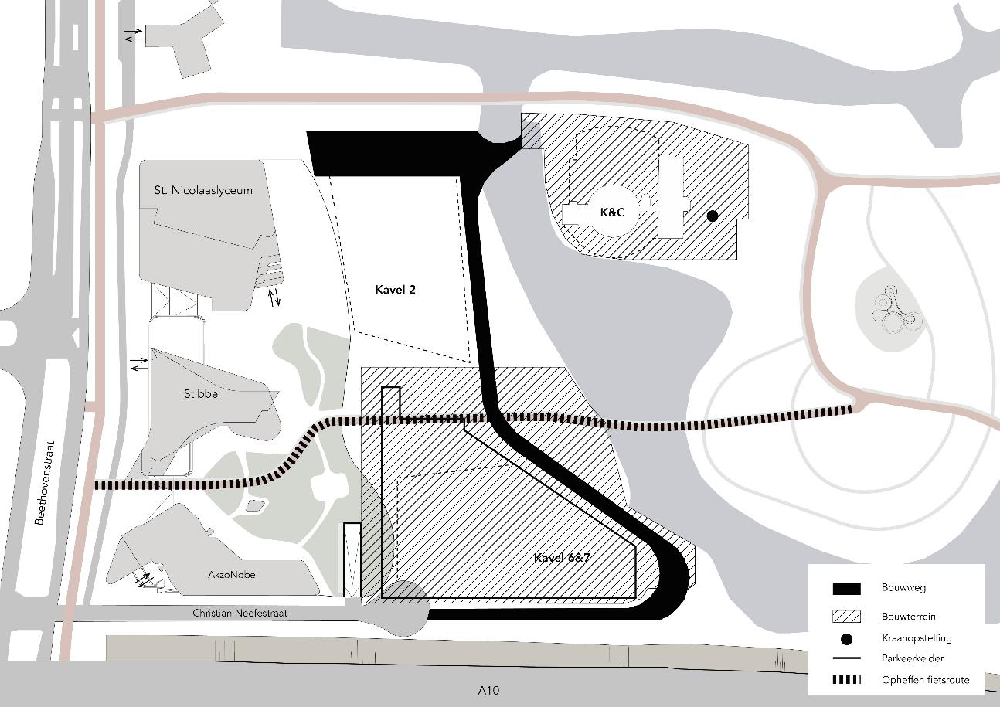 St. Nicolaaslyceum
K&C
Kavel 2
Stibbe
Beethovenstraat
Kavel 6&7
AkzoNobel
Christian Neefestraat
A10
Bouwweg
Bouwterrein
Kraanopstelling
Parkeerkelder
Opheffen fietsroute